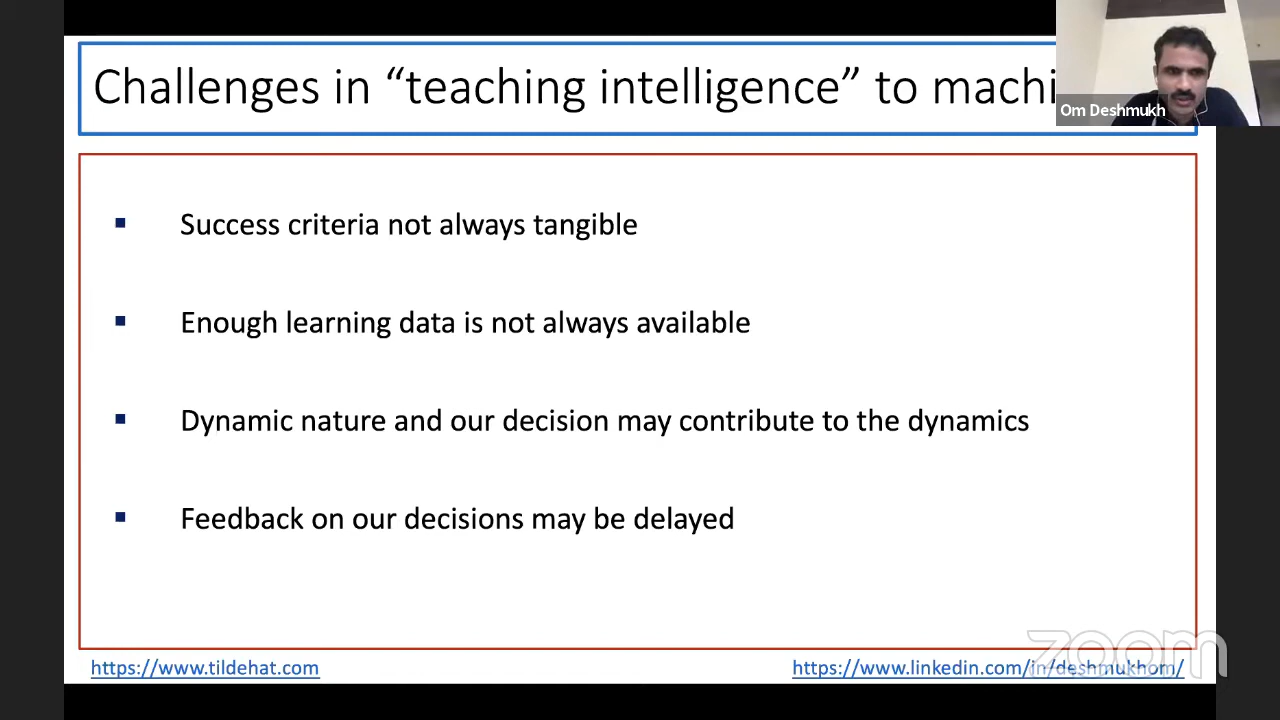 Challenges in “teaching intelligence” to machi
Om Deshmukh
▪ Success criteria not always tangible
▪ Enough learning data is not always available
▪ Dynamic nature and our decision may contribute to the dynamics
▪ Feedback on our decisions may be delayed
zoom
https://www.tildehat.com
https://www.linkedin.com/in/deshmukhom/